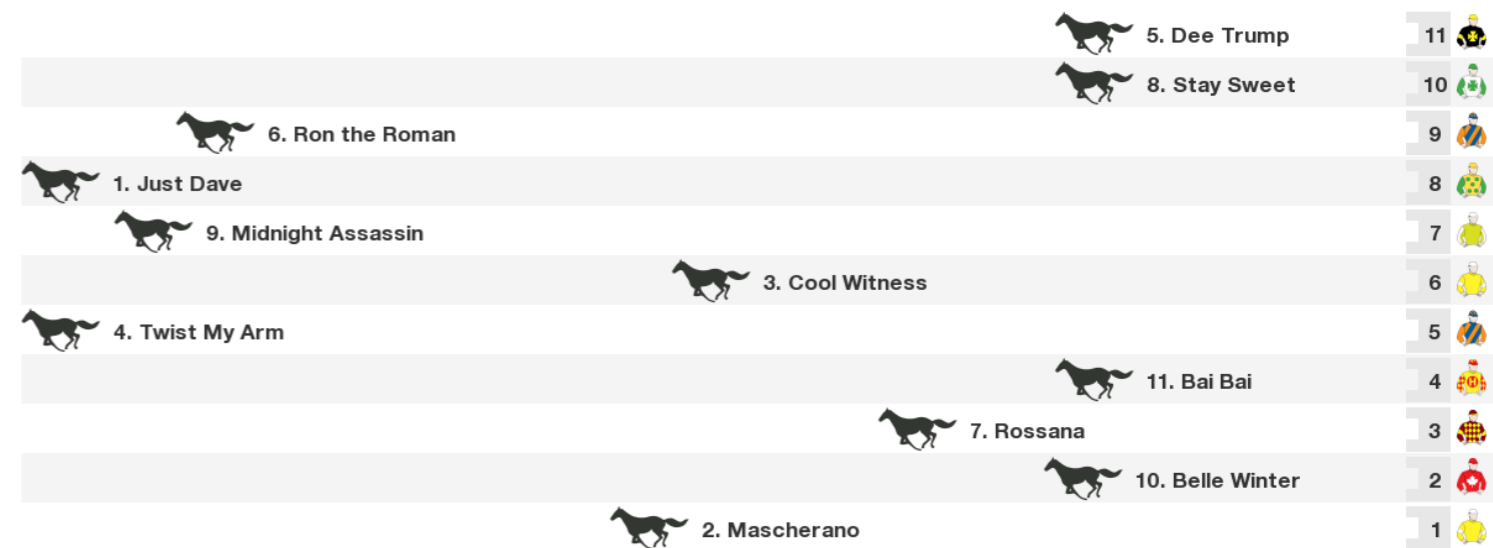 5. Dee Trump 11
8. Stay Sweet 10
6. Ron the Roman 9
1. Just Dave 8
9. Midnight Assassin 7
3. Cool Witness 6
4. Twist My Arm 5
11. Bai Bai 4
7. Rossana 3
10. Belle Winter 2
2. Mascherano 1